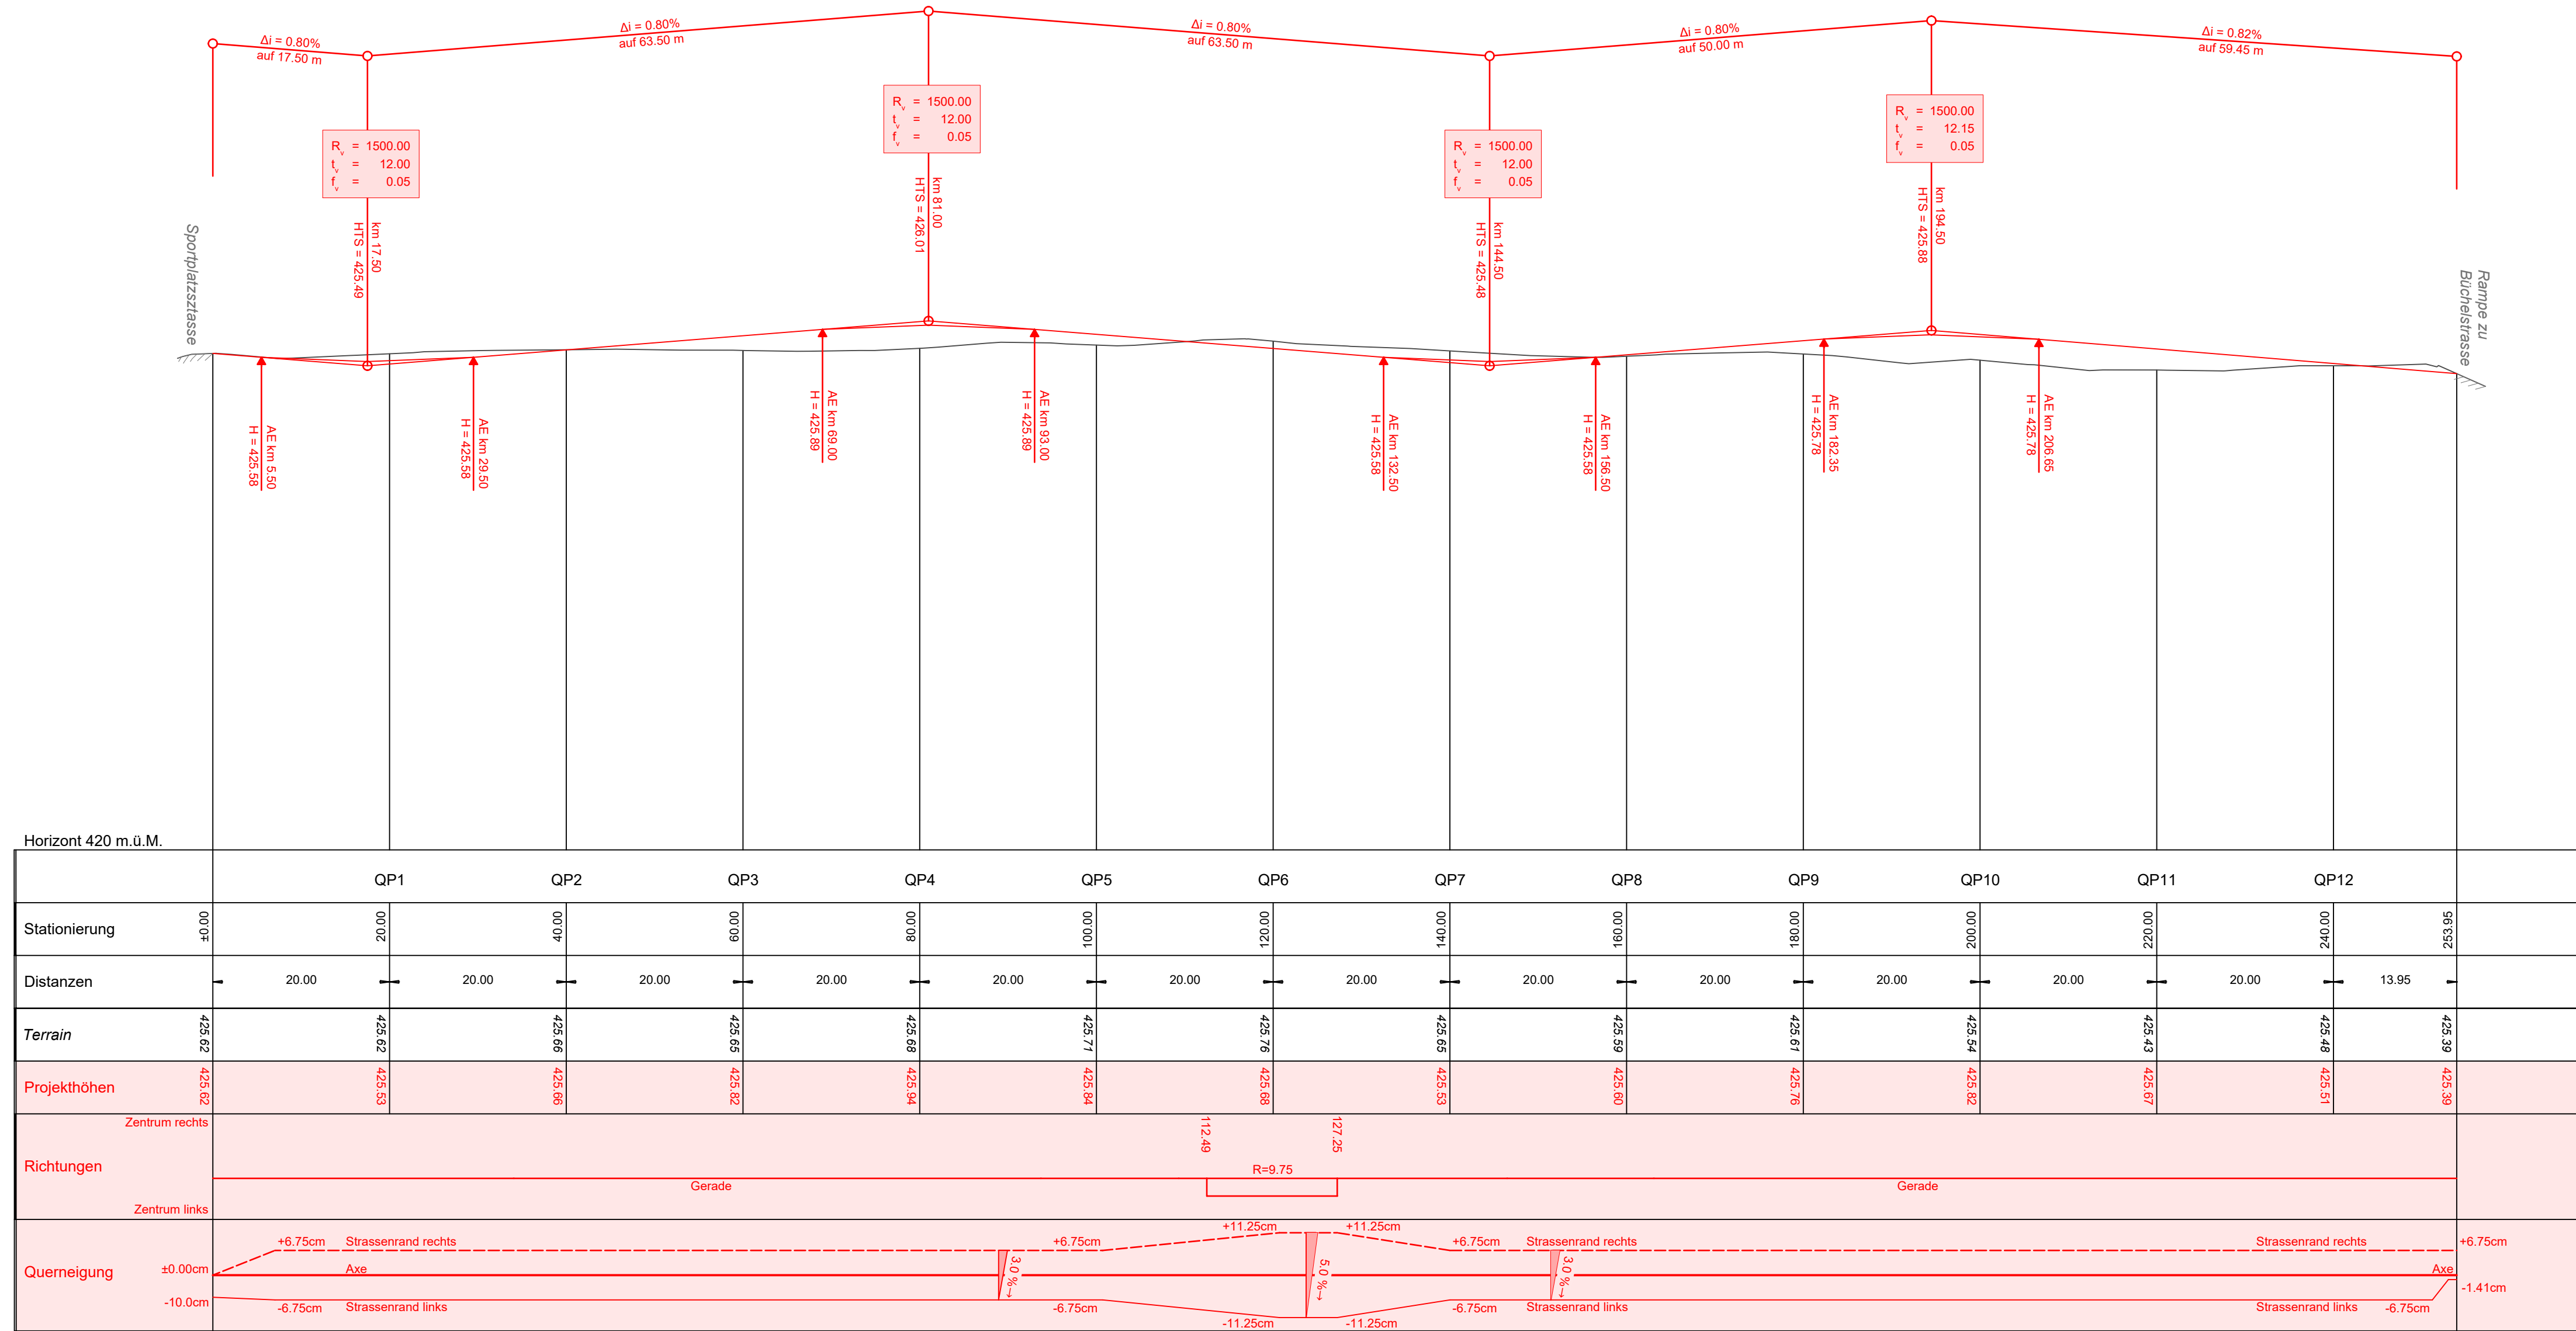 Δi = 0.80%
auf 17.50 m
Δi = 0.80%
auf 63.50 m
Δi = 0.80%
auf 63.50 m
Δi = 0.80%
auf 50.00 m
Δi = 0.82%
auf 59.45 m
Rv = 1500.00
tv = 12.00
fv = 0.05
Rv = 1500.00
tv = 12.00
fv = 0.05
Rv = 1500.00
tv = 12.00
fv = 0.05
Rv = 1500.00
tv = 12.15
fv = 0.05
Sportplatzsztasse
km 17.50
HTS = 425.49
km 81.00
HTS = 426.01
km 144.50
HTS = 425.48
km 194.50
HTS = 425.88
Rampe zu
Büchelstrasse
AE km 5.50
H = 425.58
AE km 29.50
H = 425.58
AE km 69.00
H = 425.89
AE km 93.00
H = 425.89
AE km 132.50
H = 425.58
AE km 156.50
H = 425.58
AE km 182.35
H = 425.78
AE km 206.65
H = 425.78
Horizont 420 m.ü.M.
QP1 QP2 QP3 QP4 QP5 QP6 QP7 QP8 QP9 QP10 QP11 QP12
Stationierung ±0.00 20.00 40.00 60.00 80.00 100.00 120.00 140.00 160.00 180.00 200.00 220.00 240.00 253.95
Distanzen 20.00 20.00 20.00 20.00 20.00 20.00 20.00 20.00 20.00 20.00 20.00 20.00 13.95
Terrain 425.62 425.62 425.66 425.65 425.68 425.71 425.76 425.65 425.59 425.61 425.54 425.43 425.48 425.39
Projekthöhen 425.62 425.53 425.66 425.82 425.94 425.84 425.68 425.53 425.60 425.76 425.82 425.67 425.51 425.39
Zentrum rechts
112.49 127.25
Richtungen
R=9.75
Gerade Gerade
Zentrum links
+11.25cm +11.25cm
+6.75cm Strassenrand rechts +6.75cm +6.75cm Strassenrand rechts Strassenrand rechts +6.75cm
Querneigung ±0.00cm Axe 3.0 % 5.0 % 3.0 % Axe
-1.41cm
-10.0cm -6.75cm Strassenrand links -6.75cm -6.75cm Strassenrand links Strassenrand links -6.75cm
-11.25cm -11.25cm